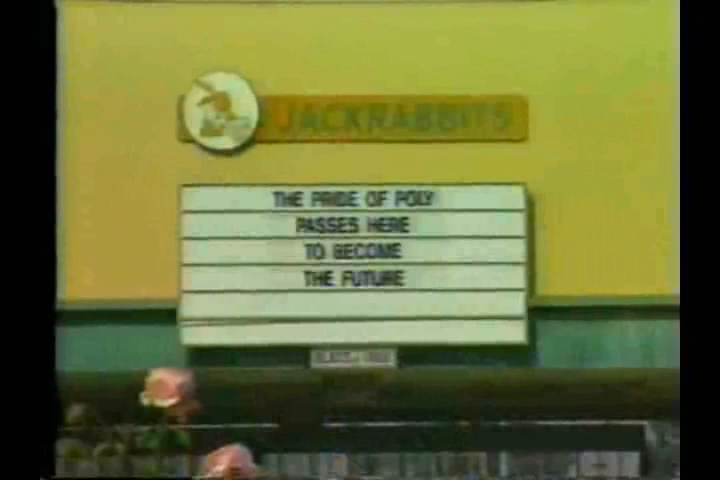 JACKRABBITS
THE PRIDE OF POLY
PASSES HERE
TO BECOME
THE FUTURE